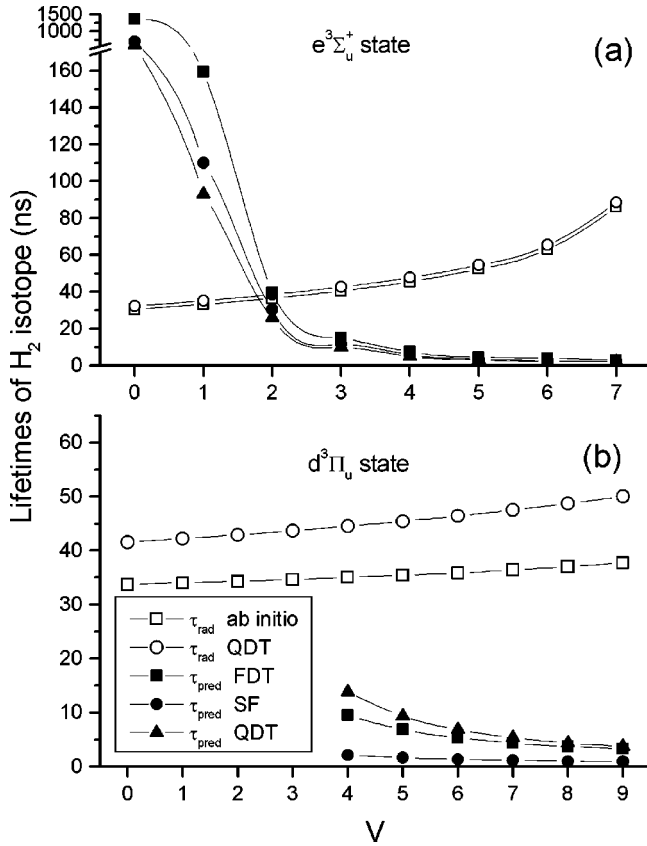 Lifetimes of H₂ isotope (ns)
e³Σᵤ⁺ state
(a)
1500
1000
160
140
120
100
80
60
40
20
0
0 1 2 3 4 5 6 7
d³Πᵤ state
(b)
60
50
40
30
20
10
0
τrad ab initio
τrad QDT
τpred FDT
τpred SF
τpred QDT
0 1 2 3 4 5 6 7 8 9
V